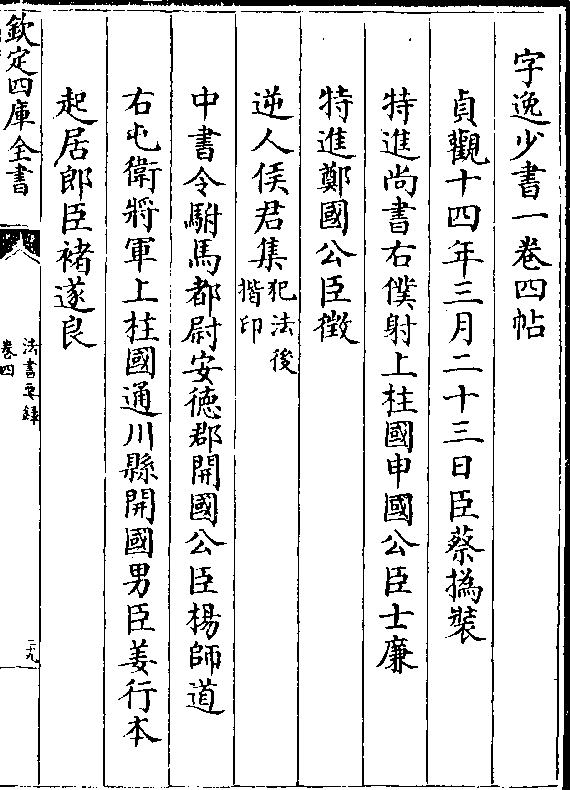 字逸少書一卷四帖
貞觀十四年三月二十三日臣蔡撝裝
特進尚書右僕射上柱國申國公臣士廉
特進鄭國公臣徵
逆人侯君集犯法後揩印
中書令駙馬都尉安德郡開國公臣楊師道
右屯衛將軍上柱國通川縣開國男臣姜行本
起居郎臣褚遂良
欽定四庫全書
法書要錄
卷四
三十九